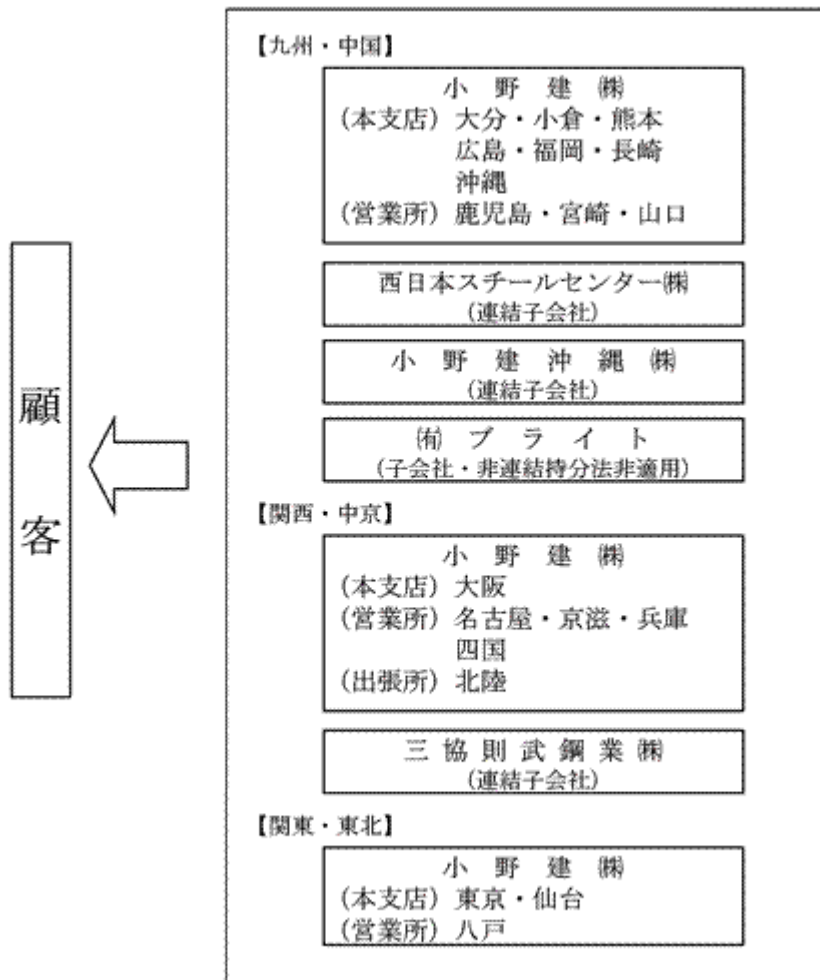 【九州・中国】
小野建㈱
(本支店) 大分・小倉・熊本
広島・福岡・長崎
沖縄
(営業所) 鹿児島・宮崎・山口
西日本スチールセンター㈱
(連結子会社)
小野建沖縄㈱
(連結子会社)
㈲ブライト
(子会社・非連結持分法非適用)
顧客
【関西・中京】
小野建㈱
(本支店) 大阪
(営業所) 名古屋・京滋・兵庫
四国
(出張所) 北陸
三協則武鋼業㈱
(連結子会社)
【関東・東北】
小野建㈱
(本支店) 東京・仙台
(営業所) 八戸